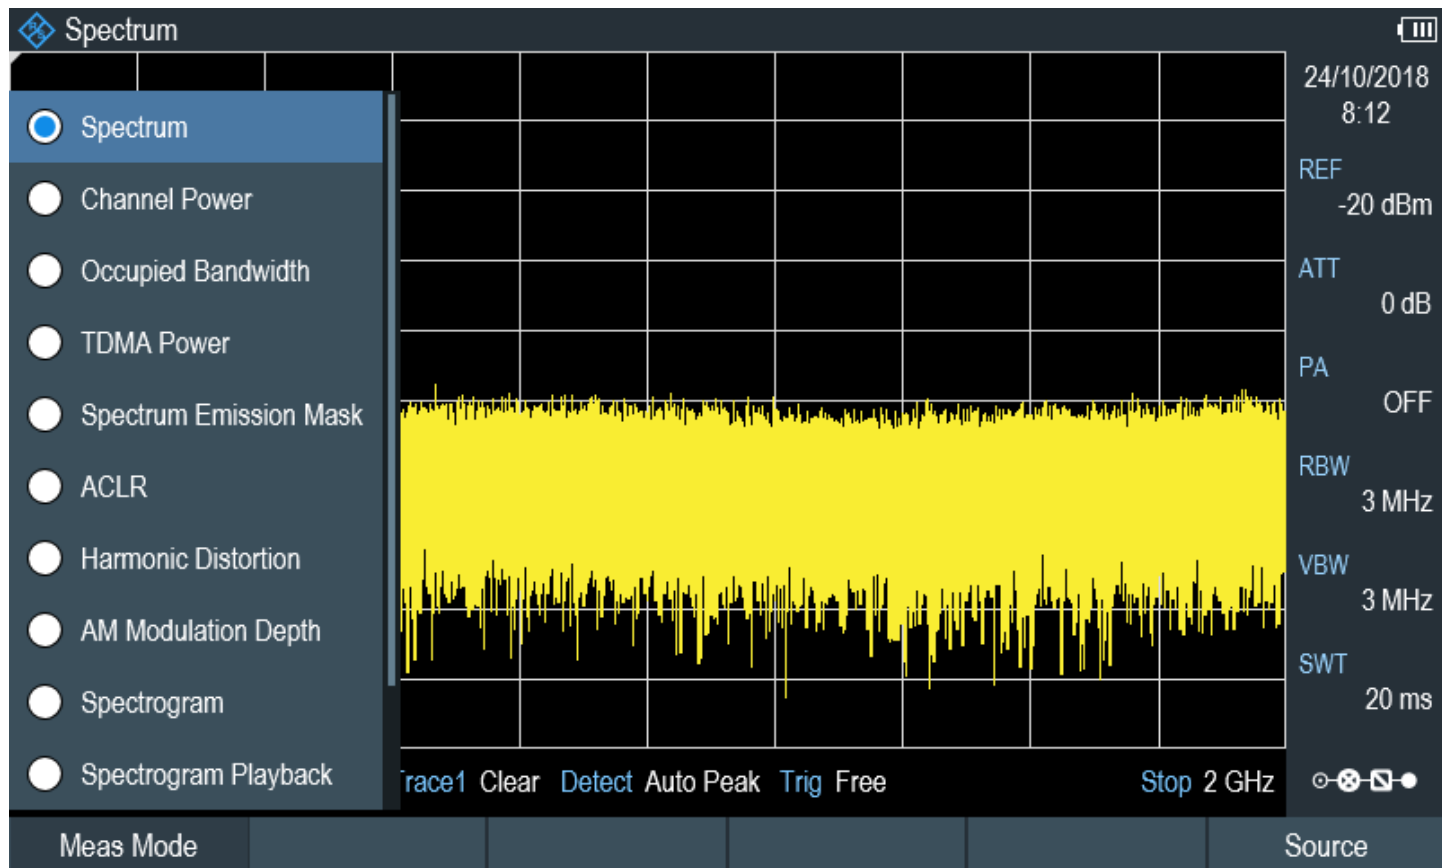 Spectrum
24/10/2018
8:12
Spectrum
Channel Power
Occupied Bandwidth
TDMA Power
Spectrum Emission Mask
ACLR
Harmonic Distortion
AM Modulation Depth
Spectrogram
Spectrogram Playback
REF
-20 dBm
ATT
0 dB
PA
OFF
RBW
3 MHz
VBW
3 MHz
SWT
20 ms
Trace1 Clear Detect Auto Peak Trig Free Stop 2 GHz
Meas Mode Source